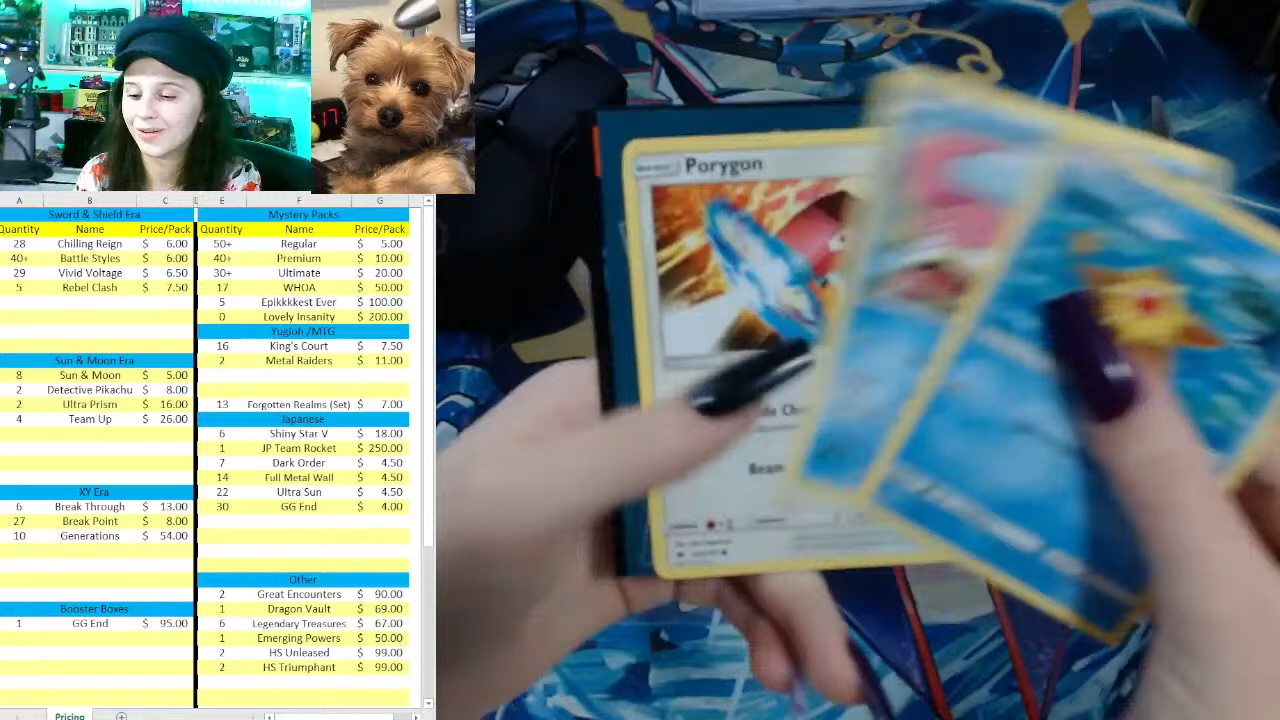 A B C D E F G
Sword & Shield Era Mystery Packs
Quantity Name Price/Pack Quantity Name Price/Pack
28 Chilling Reign $ 6.00 50+ Regular $ 5.00
40+ Battle Styles $ 6.00 40+ Premium $ 10.00
29 Vivid Voltage $ 6.50 30+ Ultimate $ 20.00
5 Rebel Clash $ 7.50 17 WHOA $ 50.00
5 Epikkkkest Ever $ 100.00
0 Lovely Insanity $ 200.00
Yugioh /MTG
16 King's Court $ 7.50
Sun & Moon Era 2 Metal Raiders $ 11.00
8 Sun & Moon $ 5.00
2 Detective Pikachu $ 8.00
2 Ultra Prism $ 16.00 13 Forgotten Realms (Set) $ 7.00
4 Team Up $ 26.00 Japanese
6 Shiny Star V $ 18.00
1 JP Team Rocket $ 250.00
7 Dark Order $ 4.50
14 Full Metal Wall $ 4.50
XY Era 22 Ultra Sun $ 4.50
6 Break Through $ 13.00 30 GG End $ 4.00
27 Break Point $ 8.00
10 Generations $ 54.00
Other
2 Great Encounters $ 90.00
Booster Boxes 1 Dragon Vault $ 69.00
1 GG End $ 95.00 6 Legendary Treasures $ 67.00
1 Emerging Powers $ 50.00
2 HS Unleased $ 99.00
2 HS Triumphant $ 99.00
Pricing
Porygon
Beam
17